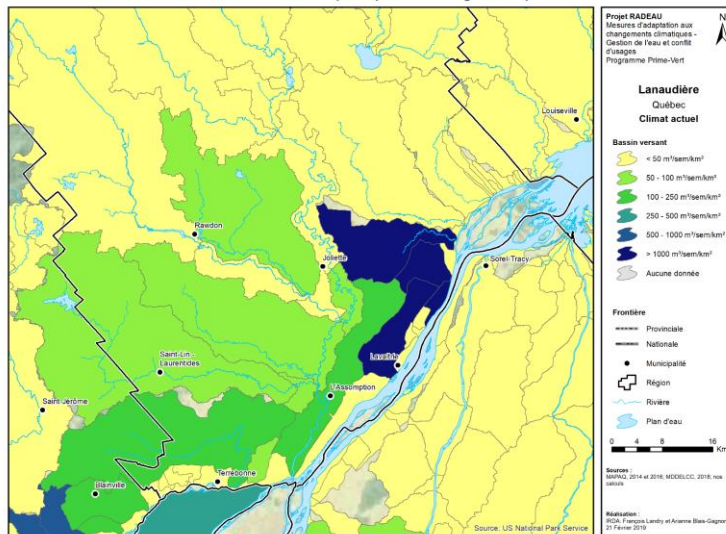 Louiseville
Rawdon
Joliette
Sorel-Tracy
Lavaltrie
Saint-Lin
Laurentides
L'Assomption
Saint-Jérôme
Terrebonne
Blainville
Source: US National Park Service
Projet RADEAU
Mesures d'adaptation aux
changements climatiques -
Gestion de l'eau et conflit
d'usages
Programme Prime-Vert
N
Lanaudière
Québec
Climat actuel
Bassin versant
< 50 m³/sem/km²
50 - 100 m³/sem/km²
100 - 250 m³/sem/km²
250 - 500 m³/sem/km²
500 - 1000 m³/sem/km²
> 1000 m³/sem/km²
Aucune donnée
Frontière
Provinciale
Nationale
Municipalité
Région
Rivière
Plan d'eau
0 2 4 8 12 16
Km
Sources :
MAPAQ, 2014 et 2016; MDDELCC, 2018; nos
calculs
Réalisation :
IRDA: François Landry et Arianne Blais-Gagnon
21 Février 2019